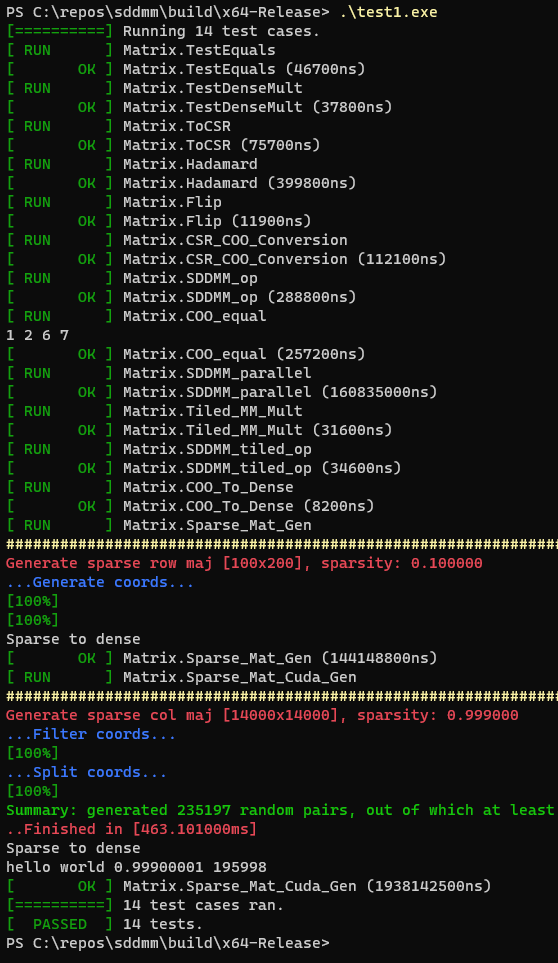 PS C:\repos\sddmm\build\x64-Release> .\test1.exe
[==========] Running 14 test cases.
[ RUN      ] Matrix.TestEquals
[       OK ] Matrix.TestEquals (46700ns)
[ RUN      ] Matrix.TestDenseMult
[       OK ] Matrix.TestDenseMult (37800ns)
[ RUN      ] Matrix.ToCSR
[       OK ] Matrix.ToCSR (75700ns)
[ RUN      ] Matrix.Hadamard
[       OK ] Matrix.Hadamard (399800ns)
[ RUN      ] Matrix.Flip
[       OK ] Matrix.Flip (11900ns)
[ RUN      ] Matrix.CSR_COO_Conversion
[       OK ] Matrix.CSR_COO_Conversion (112100ns)
[ RUN      ] Matrix.SDDMM_op
[       OK ] Matrix.SDDMM_op (288800ns)
[ RUN      ] Matrix.COO_equal
1 2 6 7
[       OK ] Matrix.COO_equal (257200ns)
[ RUN      ] Matrix.SDDMM_parallel
[       OK ] Matrix.SDDMM_parallel (160835000ns)
[ RUN      ] Matrix.Tiled_MM_Mult
[       OK ] Matrix.Tiled_MM_Mult (31600ns)
[ RUN      ] Matrix.SDDMM_tiled_op
[       OK ] Matrix.SDDMM_tiled_op (34600ns)
[ RUN      ] Matrix.COO_To_Dense
[       OK ] Matrix.COO_To_Dense (8200ns)
[ RUN      ] Matrix.Sparse_Mat_Gen
##############################################################
Generate sparse row maj [100x200], sparsity: 0.100000
...Generate coords...
[100%]
[100%]
Sparse to dense
[       OK ] Matrix.Sparse_Mat_Gen (144148800ns)
[ RUN      ] Matrix.Sparse_Mat_Cuda_Gen
##############################################################
Generate sparse col maj [14000x14000], sparsity: 0.999000
...Filter coords...
[100%]
...Split coords...
[100%]
Summary: generated 235197 random pairs, out of which at least
..Finished in [463.101000ms]
Sparse to dense
hello world 0.99900001 195998
[       OK ] Matrix.Sparse_Mat_Cuda_Gen (1938142500ns)
[==========] 14 test cases ran.
[  PASSED  ] 14 tests.
PS C:\repos\sddmm\build\x64-Release>